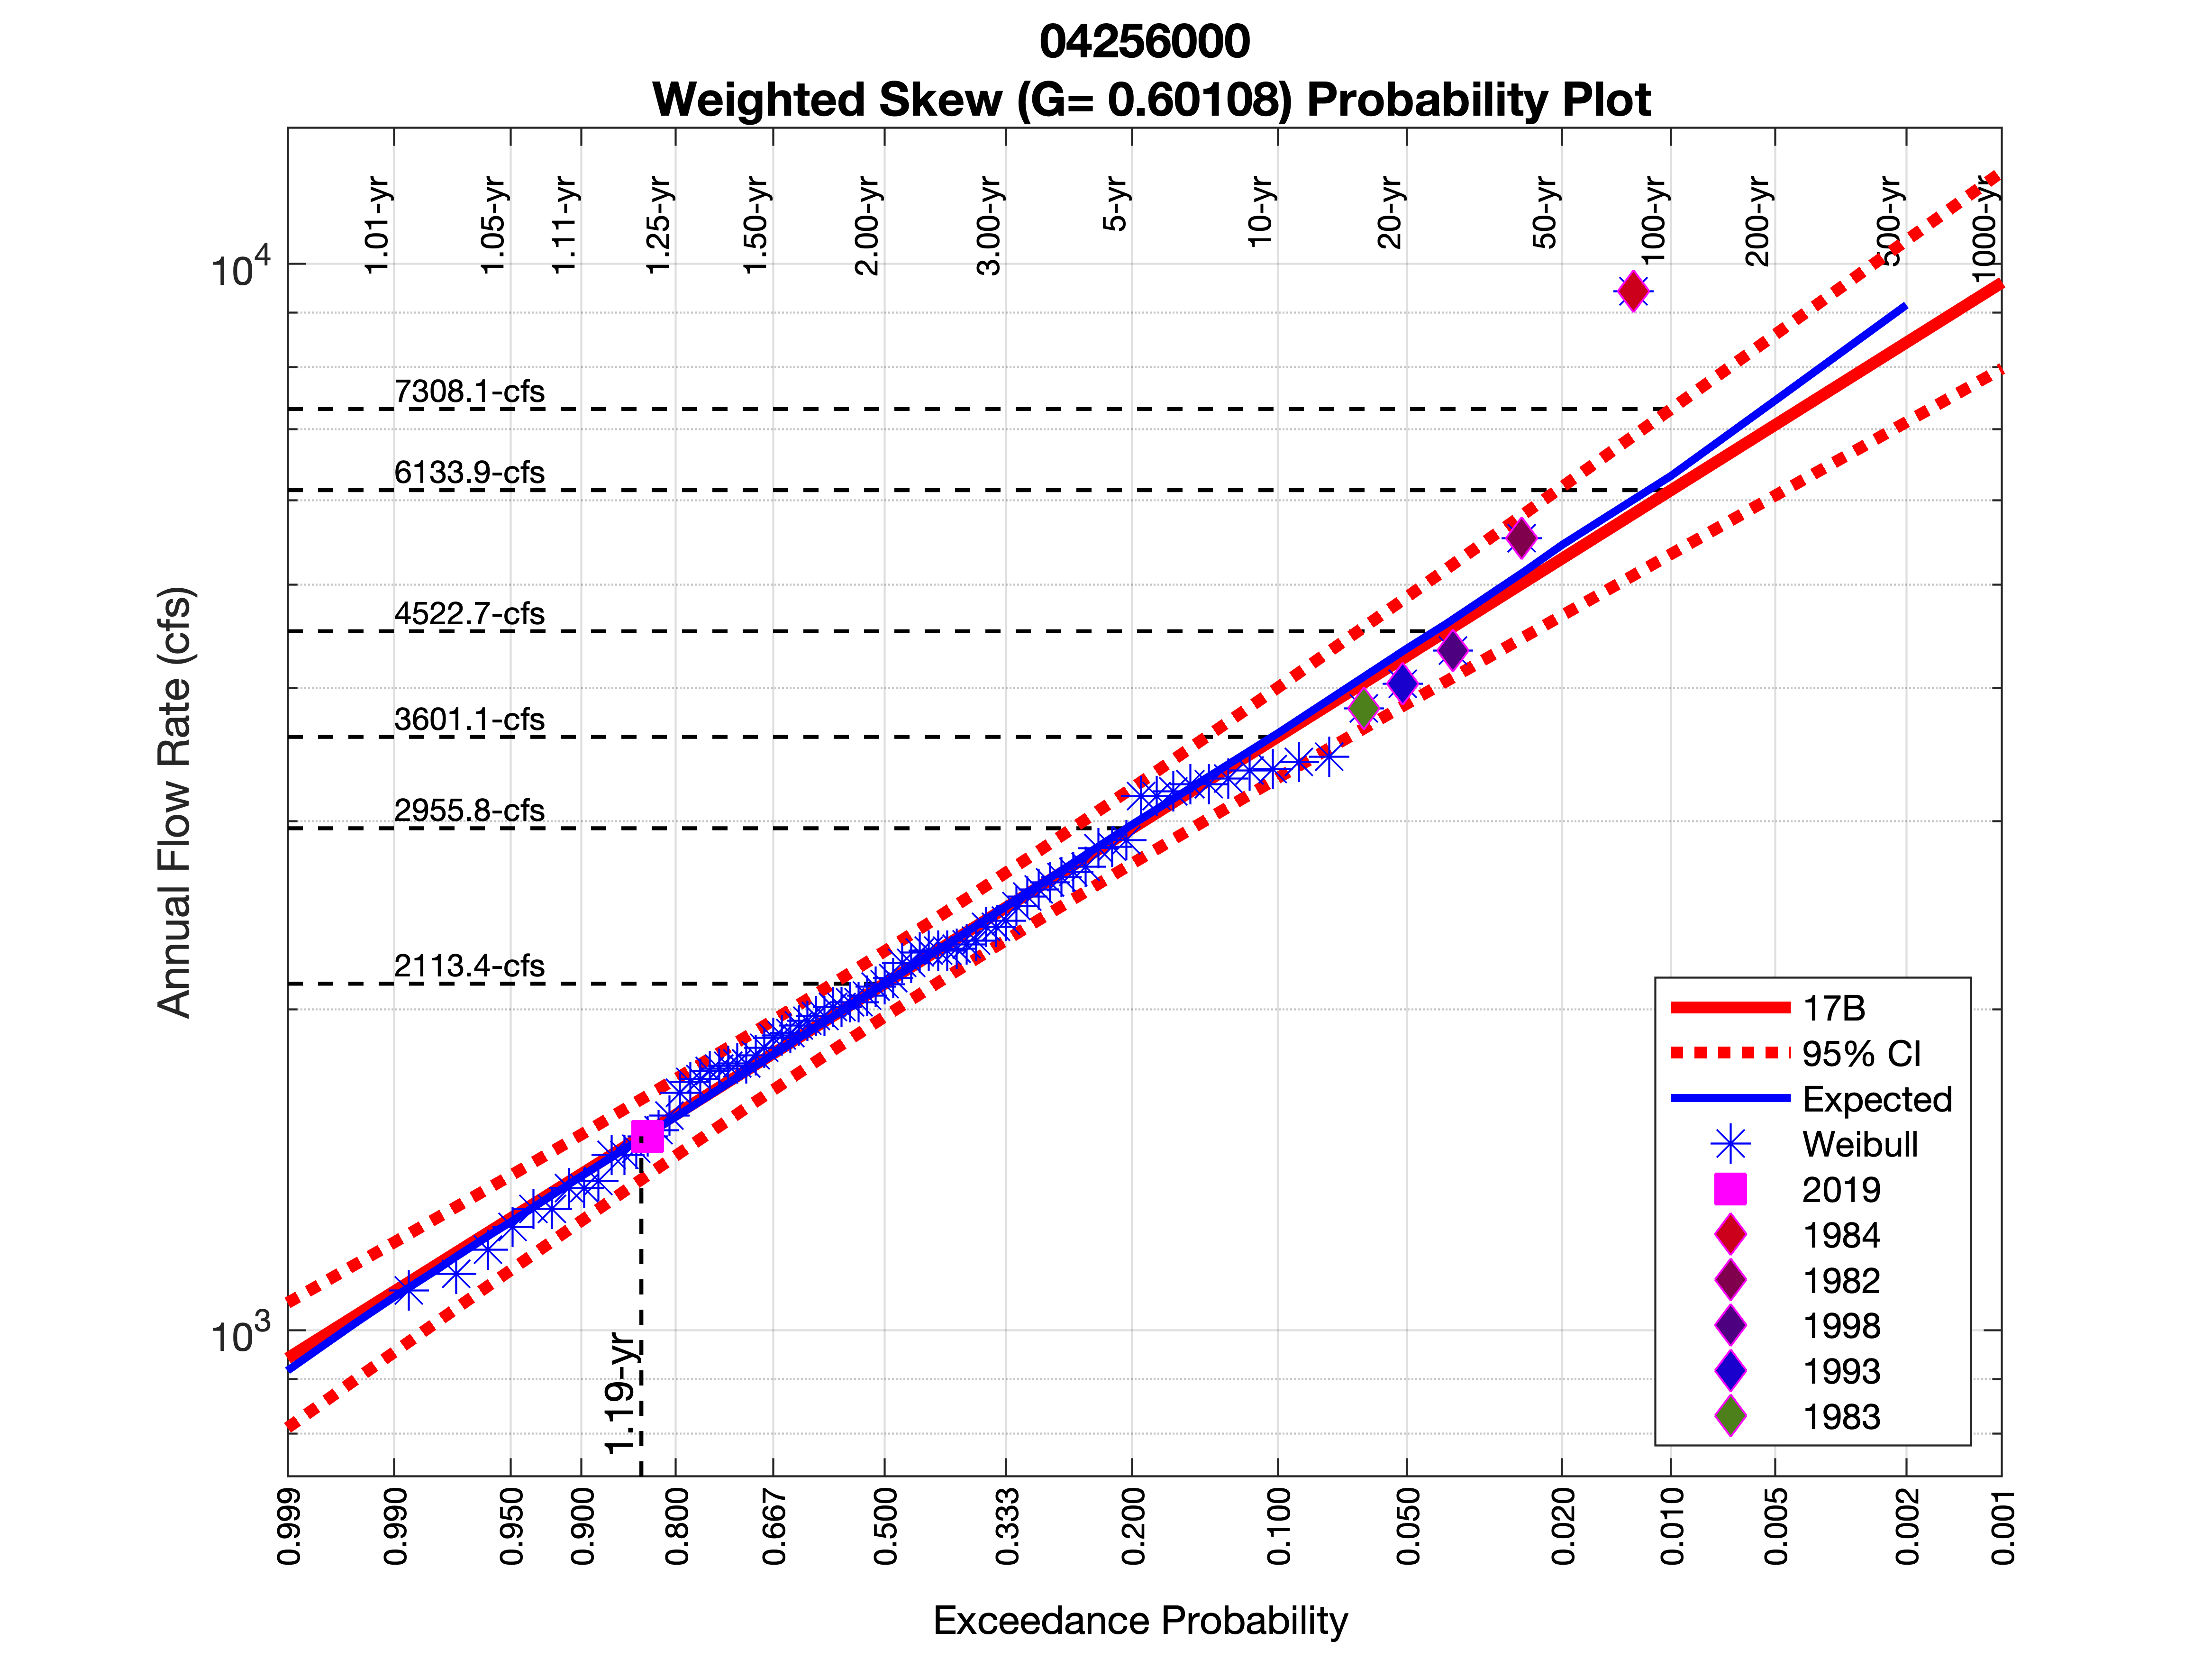 04256000
Weighted Skew (G= 0.60108) Probability Plot
1.01-yr
1.05-yr
1.11-yr
1.25-yr
1.50-yr
2.00-yr
3.00-yr
5-yr
10-yr
20-yr
50-yr
100-yr
200-yr
500-yr
1000-yr
10^4
10^3
Annual Flow Rate (cfs)
7308.1-cfs
6133.9-cfs
4522.7-cfs
3601.1-cfs
2955.8-cfs
2113.4-cfs
1.19-yr
17B
95% CI
Expected
Weibull
2019
1984
1982
1998
1993
1983
0.999
0.990
0.950
0.900
0.800
0.667
0.500
0.333
0.200
0.100
0.050
0.020
0.010
0.005
0.002
0.001
Exceedance Probability